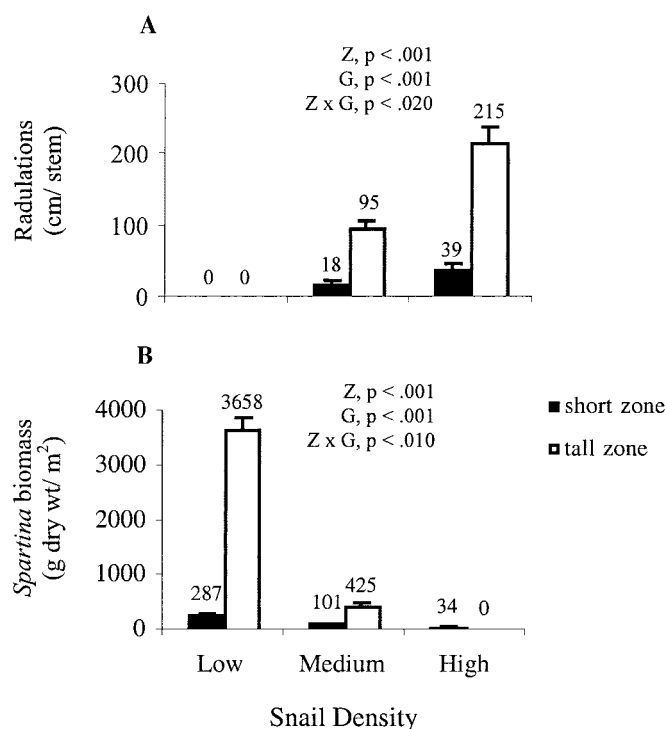 A
Z, p < .001
G, p < .001
Z x G, p < .020
Radulations
(cm/ stem)
300
200
100
0
0
0
18
95
39
215
B
Z, p < .001
G, p < .001
Z x G, p < .010
Spartina biomass
(g dry wt/ m²)
4000
3000
2000
1000
0
287
3658
101
425
34
0
short zone
tall zone
Low
Medium
High
Snail Density